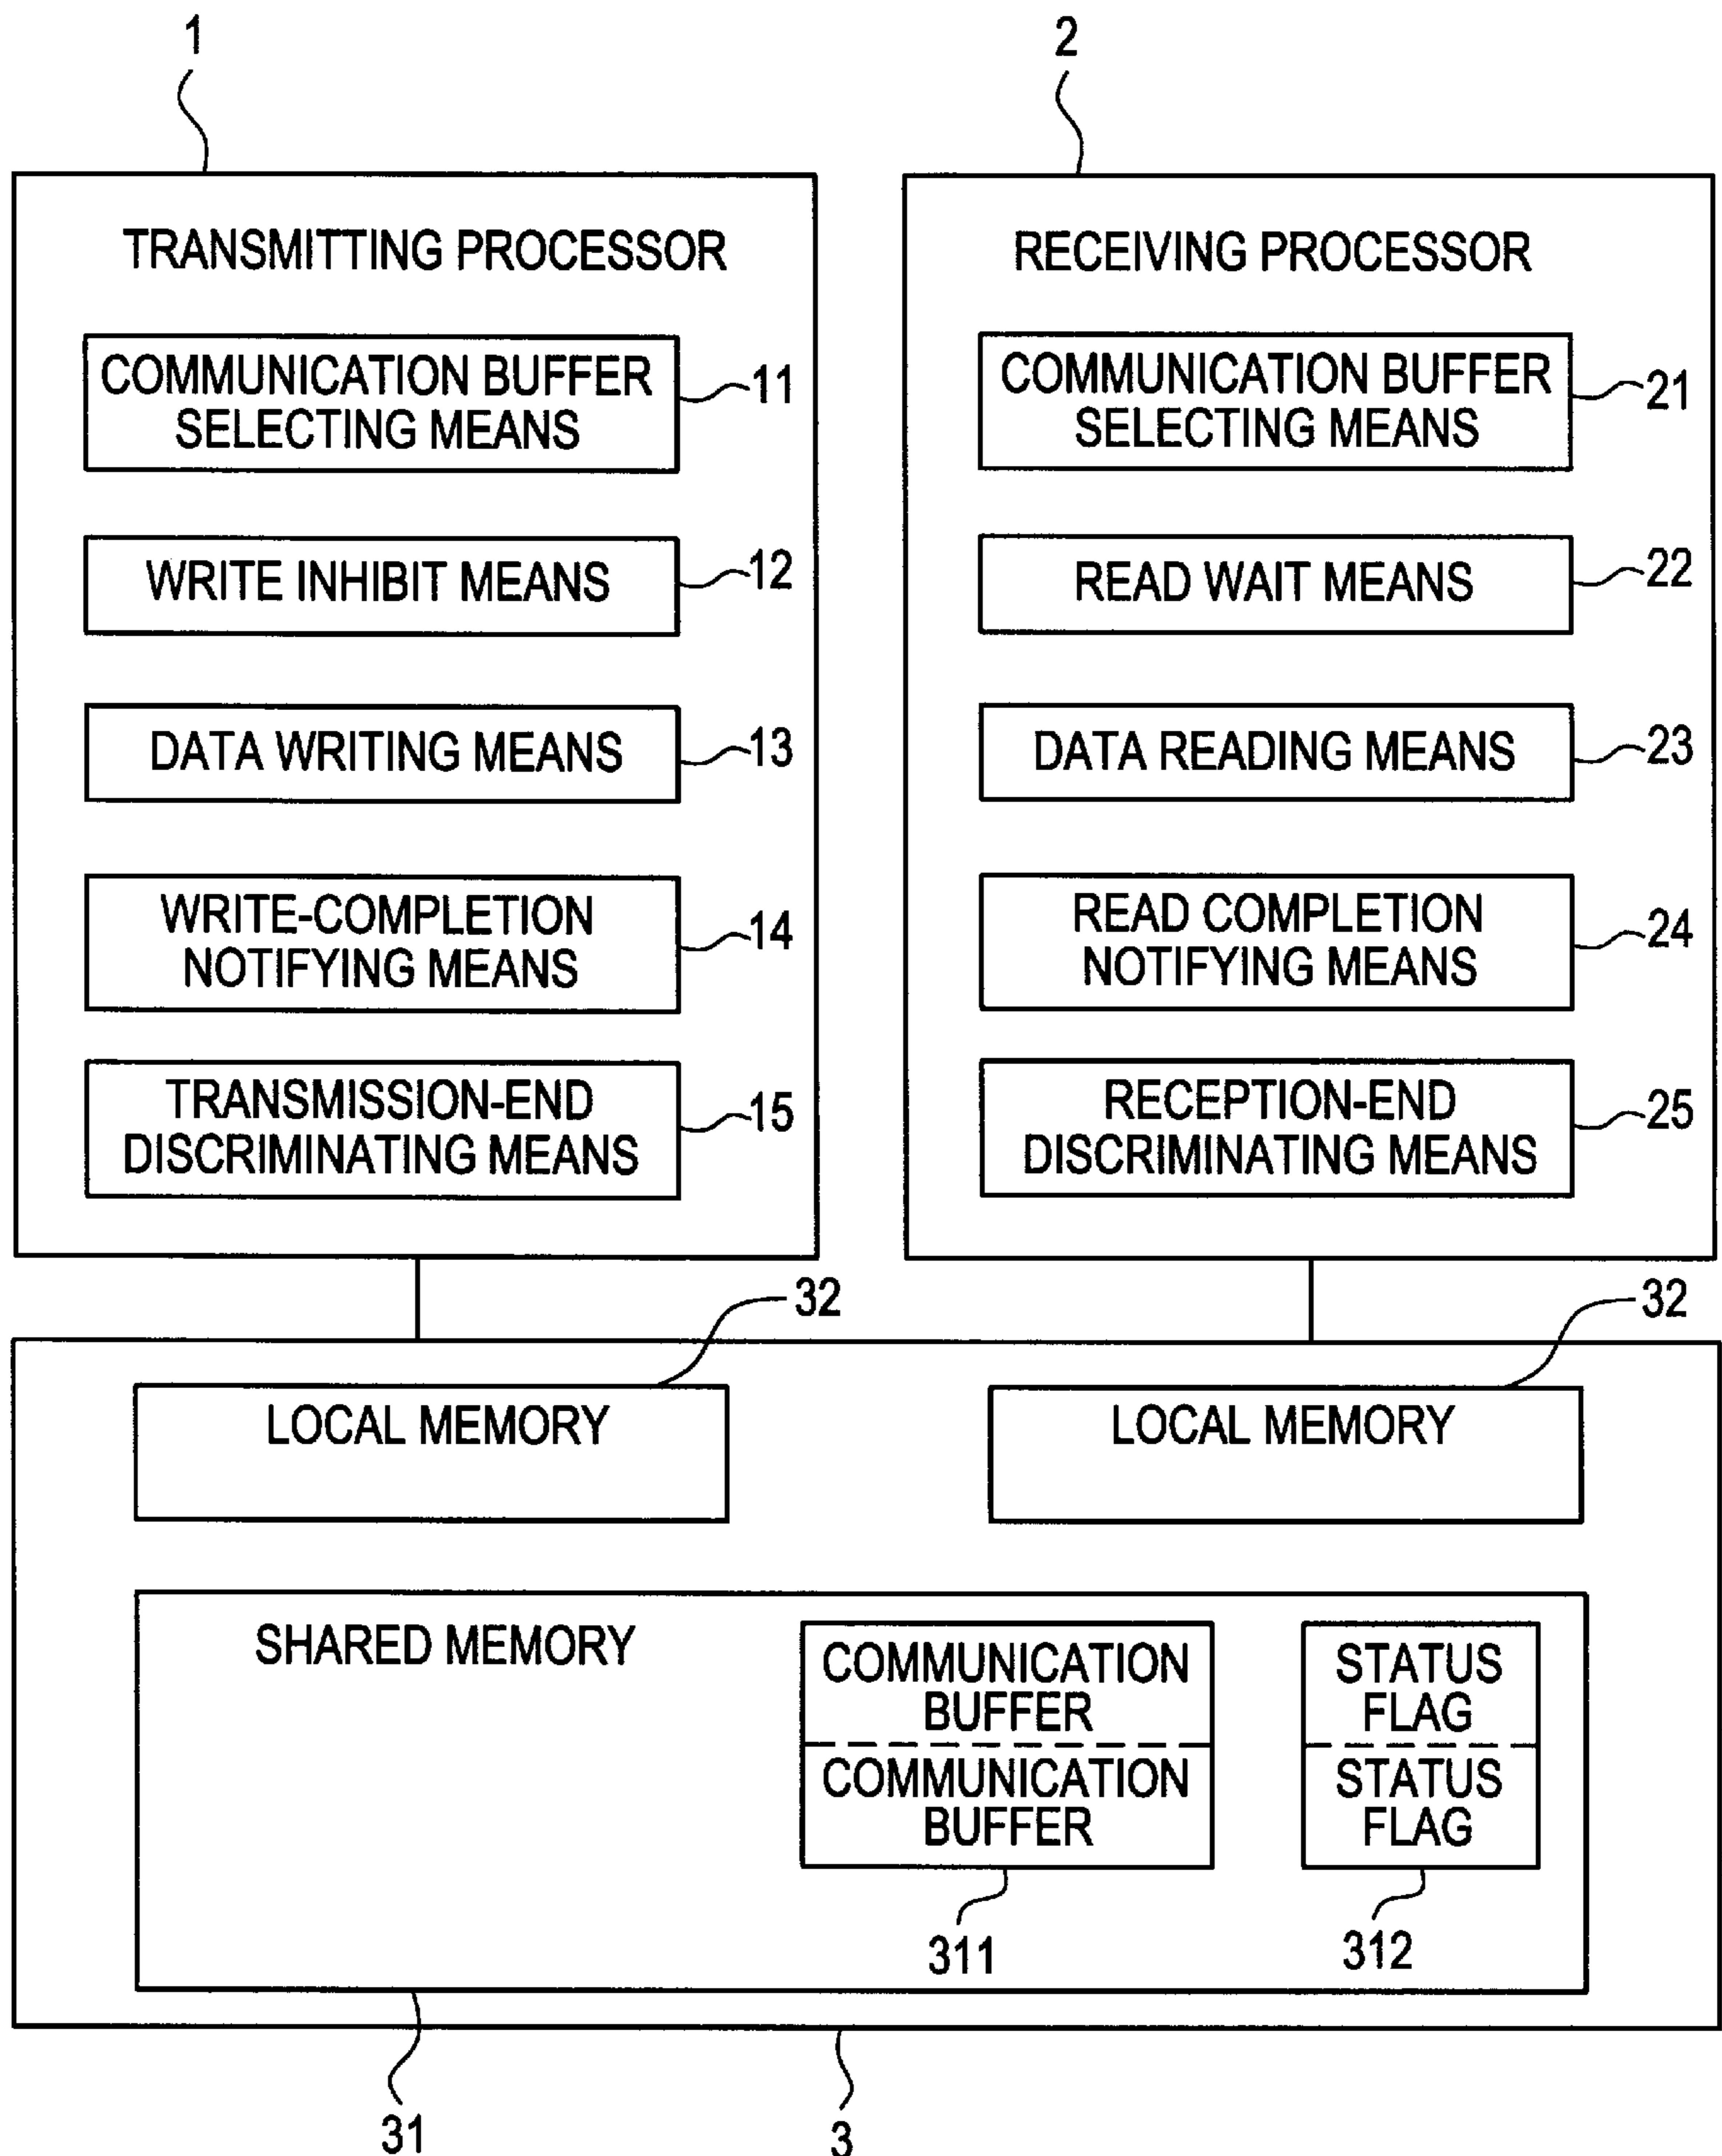 1
2
TRANSMITTING PROCESSOR
COMMUNICATION BUFFER
SELECTING MEANS
11
WRITE INHIBIT MEANS
12
DATA WRITING MEANS
13
WRITE-COMPLETION
NOTIFYING MEANS
14
TRANSMISSION-END
DISCRIMINATING MEANS
15
RECEIVING PROCESSOR
COMMUNICATION BUFFER
SELECTING MEANS
21
READ WAIT MEANS
22
DATA READING MEANS
23
READ COMPLETION
NOTIFYING MEANS
24
RECEPTION-END
DISCRIMINATING MEANS
25
32
32
LOCAL MEMORY
LOCAL MEMORY
SHARED MEMORY
COMMUNICATION
BUFFER
COMMUNICATION
BUFFER
STATUS
FLAG
STATUS
FLAG
311
312
31
3